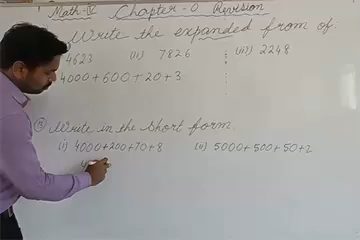 Math-IV Chapter-0 Revision
Write the expanded from of
4623 (ii) 7826 (iii) 2248
4000+600+20+3
Write in the short form.
(i) 4000+200+70+8 (ii) 5000+500+50+2